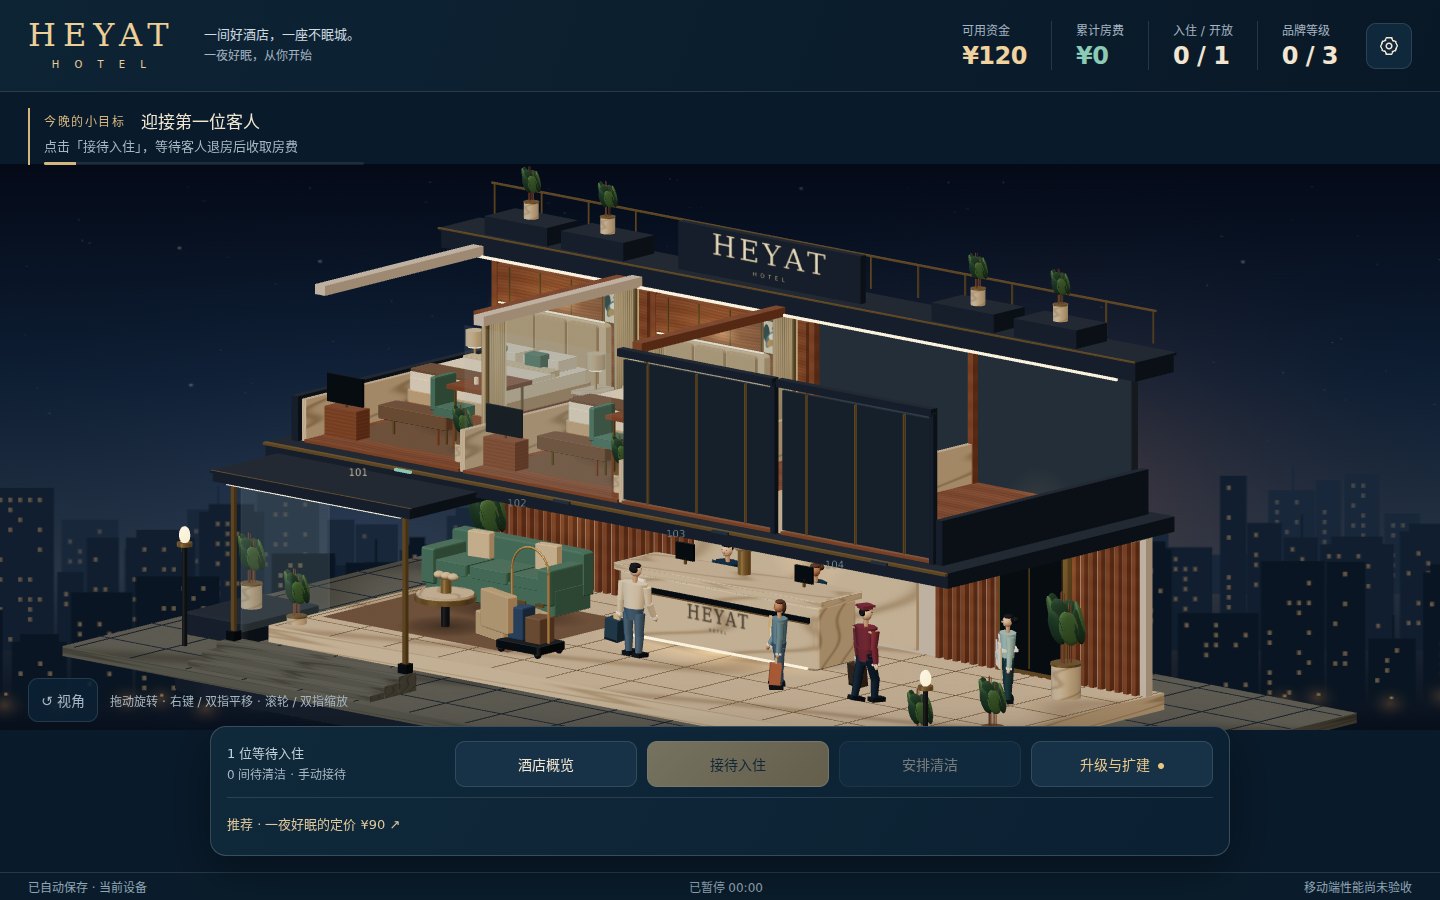 HEYAT
HOTEL
一间好酒店，一座不眠城。
一夜好眠，从你开始
可用资金
¥120
累计房费
¥0
入住 / 开放
0 / 1
品牌等级
0 / 3
今晚的小目标 迎接第一位客人
点击「接待入住」，等待客人退房后收取房费
HEYAT
HOTEL
101
102
103
104
HEYAT
HOTEL
↺ 视角
拖动旋转 · 右键 / 双指平移 · 滚轮 / 双指缩放
1 位等待入住
0 间待清洁 · 手动接待
酒店概览
接待入住
安排清洁
升级与扩建
推荐 · 一夜好眠的定价 ¥90 ↗
已自动保存 · 当前设备
已暂停 00:00
移动端性能尚未验收